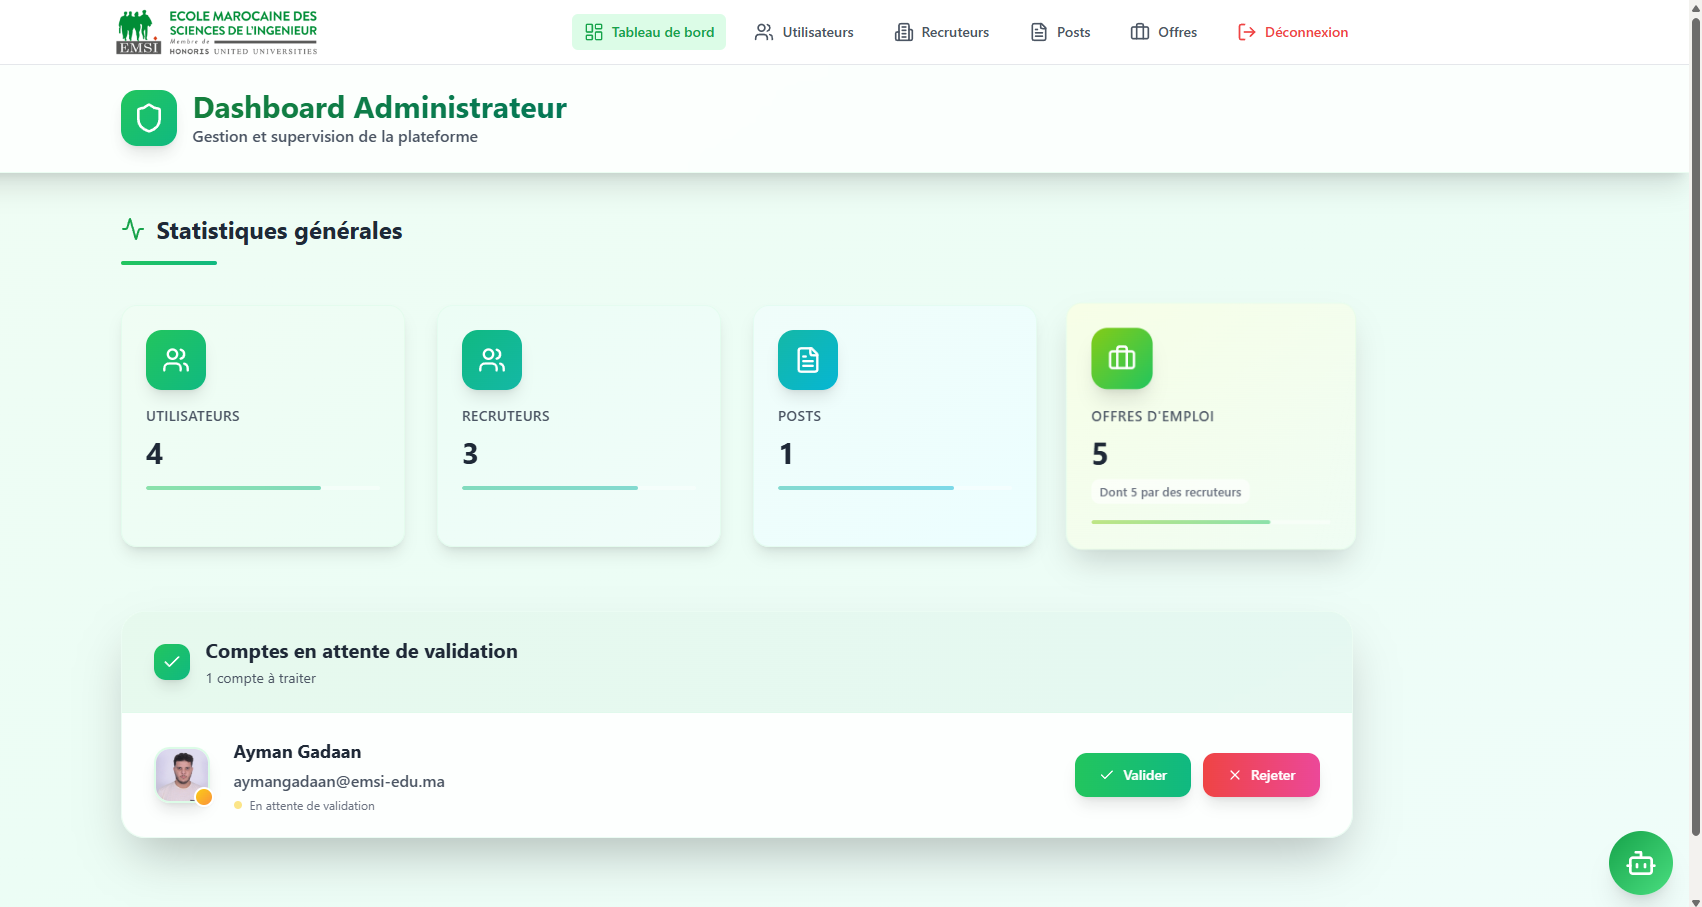 ECOLE MAROCAINE DES
SCIENCES DE L'INGENIEUR
EMSI
Membre de
HONORIS UNITED UNIVERSITIES
Tableau de bord
Utilisateurs
Recruteurs
Posts
Offres
Déconnexion
Dashboard Administrateur
Gestion et supervision de la plateforme
Statistiques générales
UTILISATEURS
4
RECRUTEURS
3
POSTS
1
OFFRES D'EMPLOI
5
Dont 5 par des recruteurs
Comptes en attente de validation
1 compte à traiter
Ayman Gadaan
aymangadaan@emsi-edu.ma
En attente de validation
Valider
Rejeter